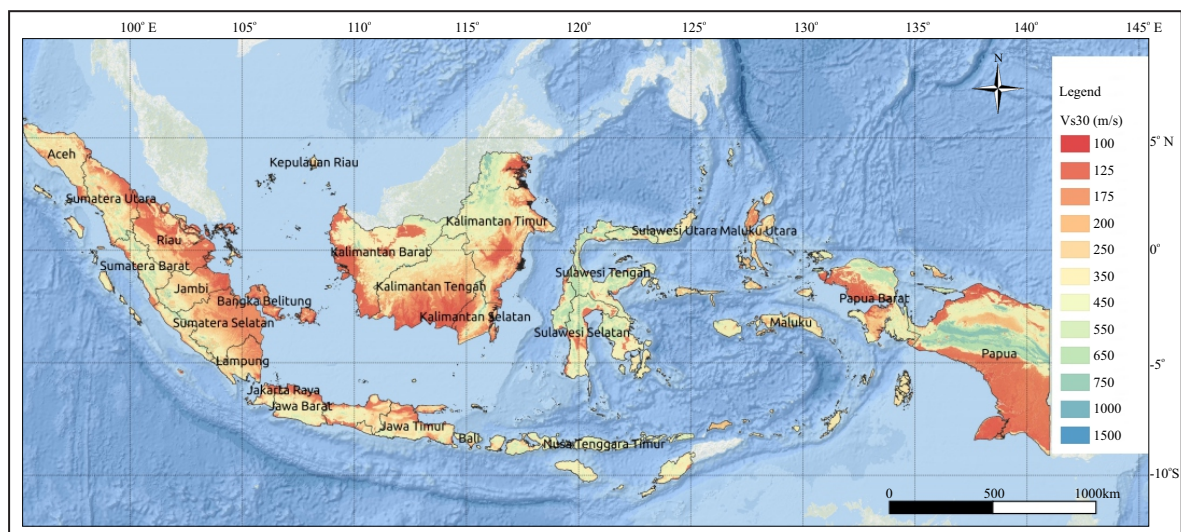 100° E
105°
110°
115°
120°
125°
130°
135°
140°
145°
N
Legend
Vs30 (m/s)
100
125
175
200
250
350
450
550
650
750
1000
1500
5° N
0°
-5°
-10°S
Aceh
Sumatera Utara
Riau
Kepulauan Riau
Sumatera Barat
Jambi
Bangka Belitung
Sumatera Selatan
Lampung
Jakarta Raya
Jawa Barat
Jawa Timur
Bali
Nusa Tenggara Timur
Kalimantan Timur
Kalimantan Barat
Kalimantan Tengah
Kalimantan Selatan
Sulawesi Utara
Maluku Utara
Sulawesi Tengah
Sulawesi Selatan
Maluku
Papua Barat
Papua
0
500
1000km